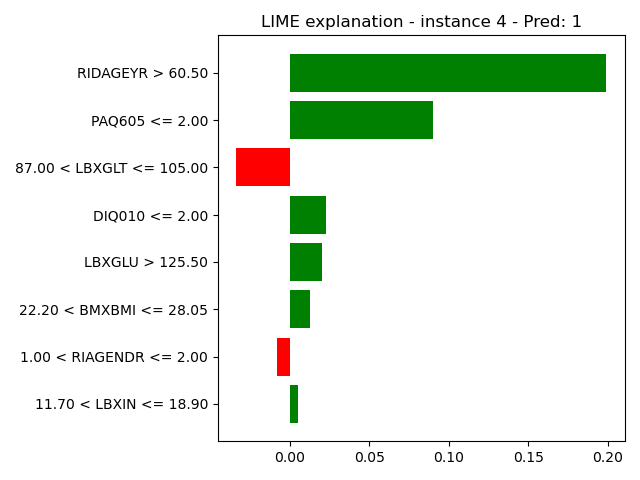 LIME explanation - instance 4 - Pred: 1
RIDAGEYR > 60.50
PAQ605 <= 2.00
87.00 < LBXGLT <= 105.00
DIQ010 <= 2.00
LBXGLU > 125.50
22.20 < BMXBMI <= 28.05
1.00 < RIAGENDR <= 2.00
11.70 < LBXIN <= 18.90
0.00 0.05 0.10 0.15 0.20